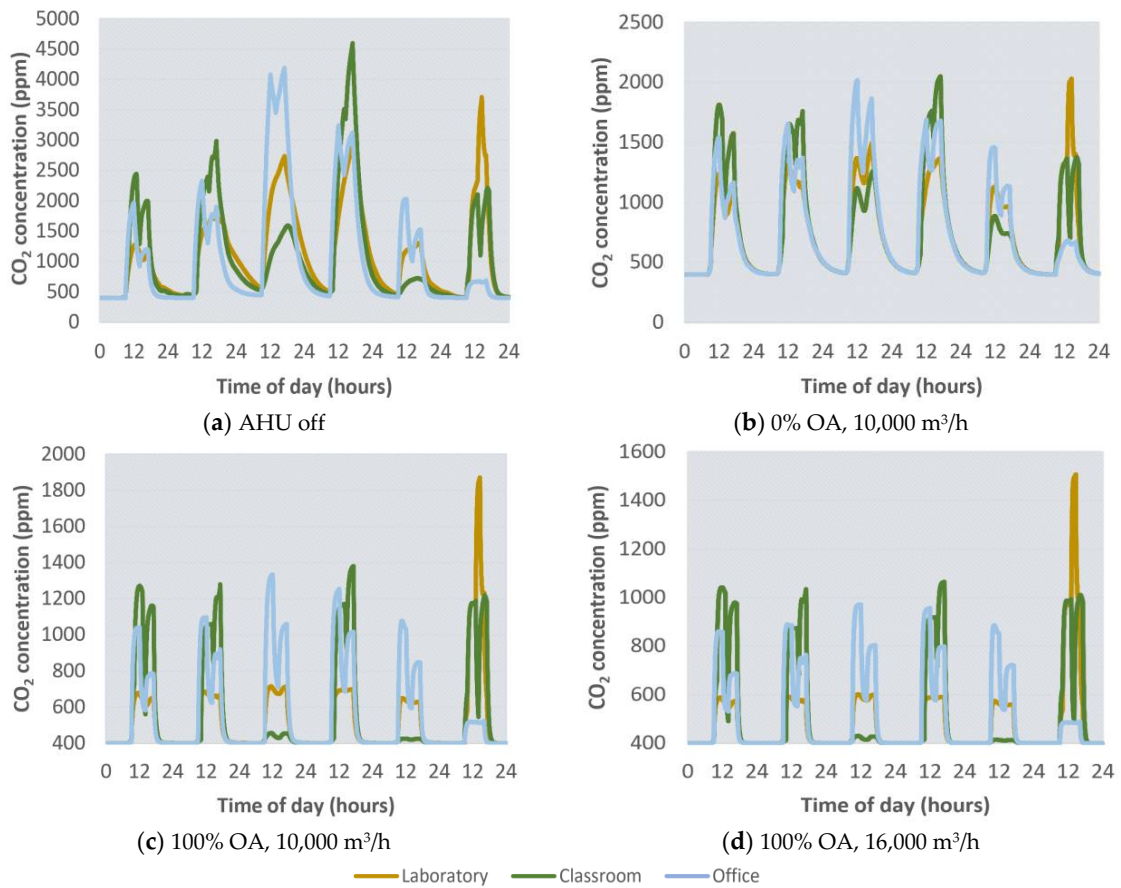 5000
4500
4000
3500
3000
2500
2000
1500
1000
500
0
CO₂ concentration (ppm)
0 12 24 12 24 12 24 12 24 12 24 12 24
Time of day (hours)
(a) AHU off
2500
2000
1500
1000
500
0
CO₂ concentration (ppm)
0 12 24 12 24 12 24 12 24 12 24 12 24
Time of day (hours)
(b) 0% OA, 10,000 m³/h
2000
1800
1600
1400
1200
1000
800
600
400
CO₂ concentration (ppm)
0 12 24 12 24 12 24 12 24 12 24 12 24
Time of day (hours)
(c) 100% OA, 10,000 m³/h
1600
1400
1200
1000
800
600
400
CO₂ concentration (ppm)
0 12 24 12 24 12 24 12 24 12 24 12 24
Time of day (hours)
(d) 100% OA, 16,000 m³/h
Laboratory Classroom Office